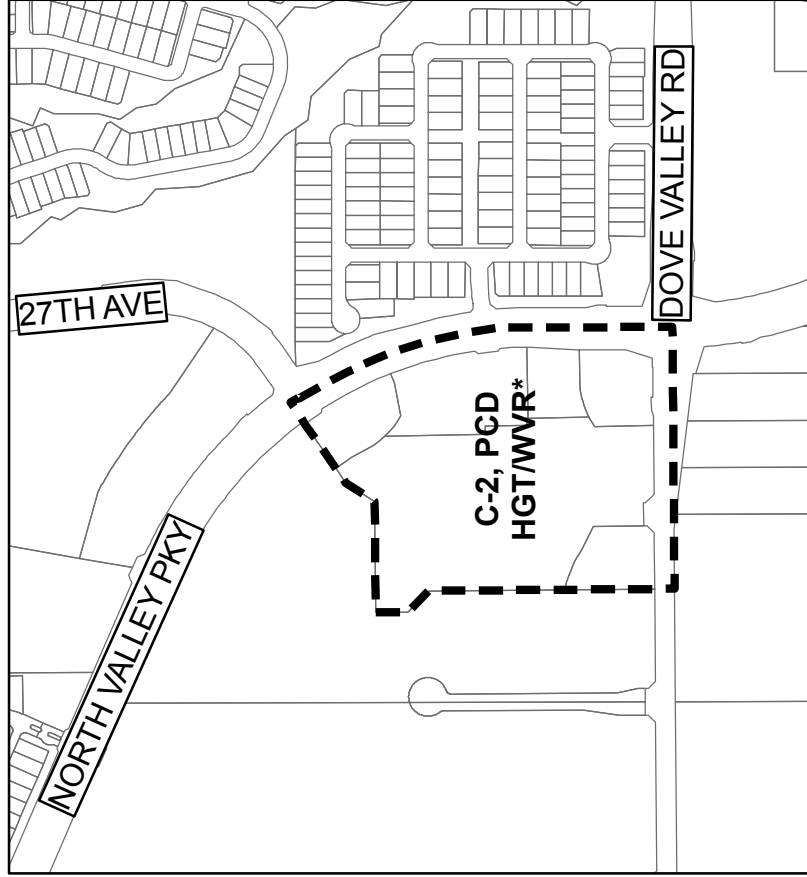 27TH AVE
DOVE VALLEY RD
C-2, PCD
HGT/WVR*
NORTH VALLEY PKY